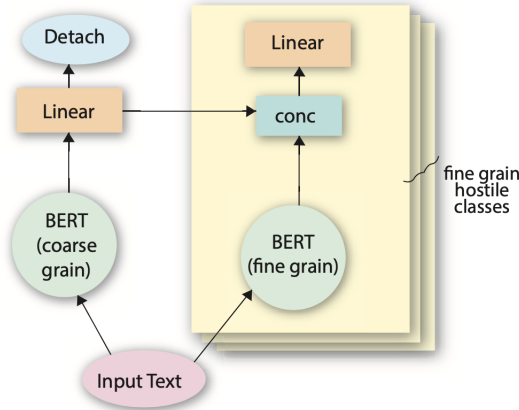 Detach
Linear
Linear
conc
BERT
(coarse
grain)
BERT
(fine grain)
fine grain
hostile
classes
Input Text